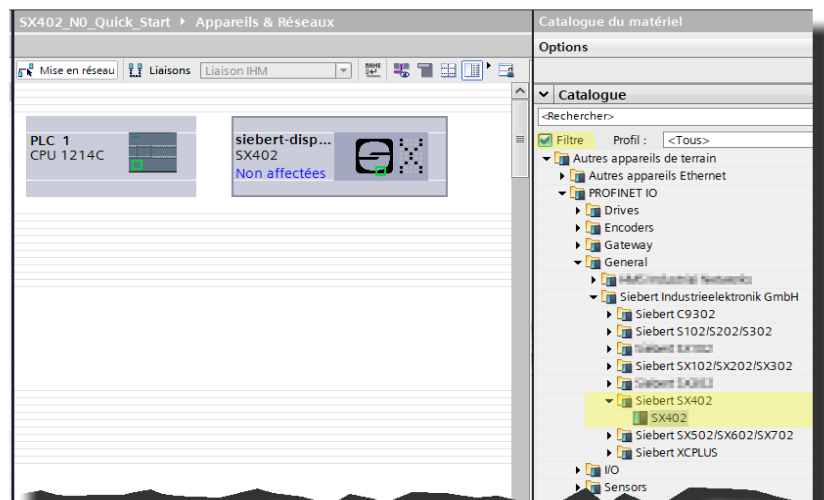 SX402_N0_Quick_Start ▸ Appareils & Réseaux
Mise en réseau Liaisons Liaison IHM
PLC 1
CPU 1214C
siebert-disp...
SX402
Non affectées
Catalogue du matériel
Options
Catalogue
<Rechercher>
Filtre Profil : <Tous>
Autres appareils de terrain
Autres appareils Ethernet
PROFINET IO
Drives
Encoders
Gateway
General
Siebert Industrieelektronik GmbH
Siebert C9302
Siebert S102/S202/S302
Siebert SX102/SX202/SX302
Siebert SX402
SX402
Siebert SX502/SX602/SX702
Siebert XCPLUS
I/O
Sensors